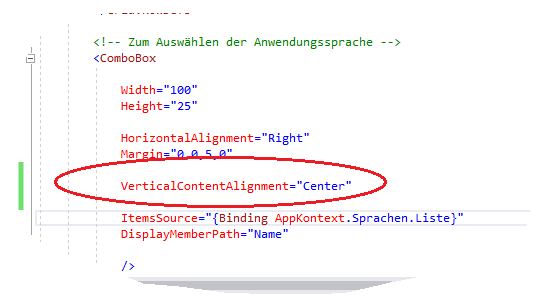 <!-- Zum Auswählen der Anwendungssprache -->
<ComboBox
Width="100"
Height="25"
HorizontalAlignment="Right"
Margin="0,0,5,0"
VerticalContentAlignment="Center"
ItemsSource="{Binding AppKontext.Sprachen.Liste}"
DisplayMemberPath="Name"
/>